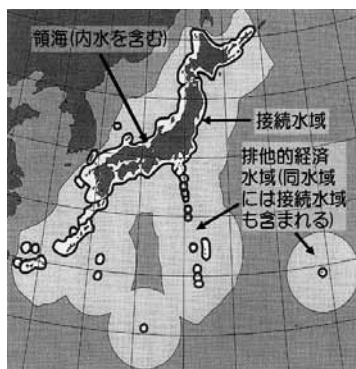 領海(内水を含む)
接続水域
排他的経済
水域(同水域
には接続水域
も含まれる)